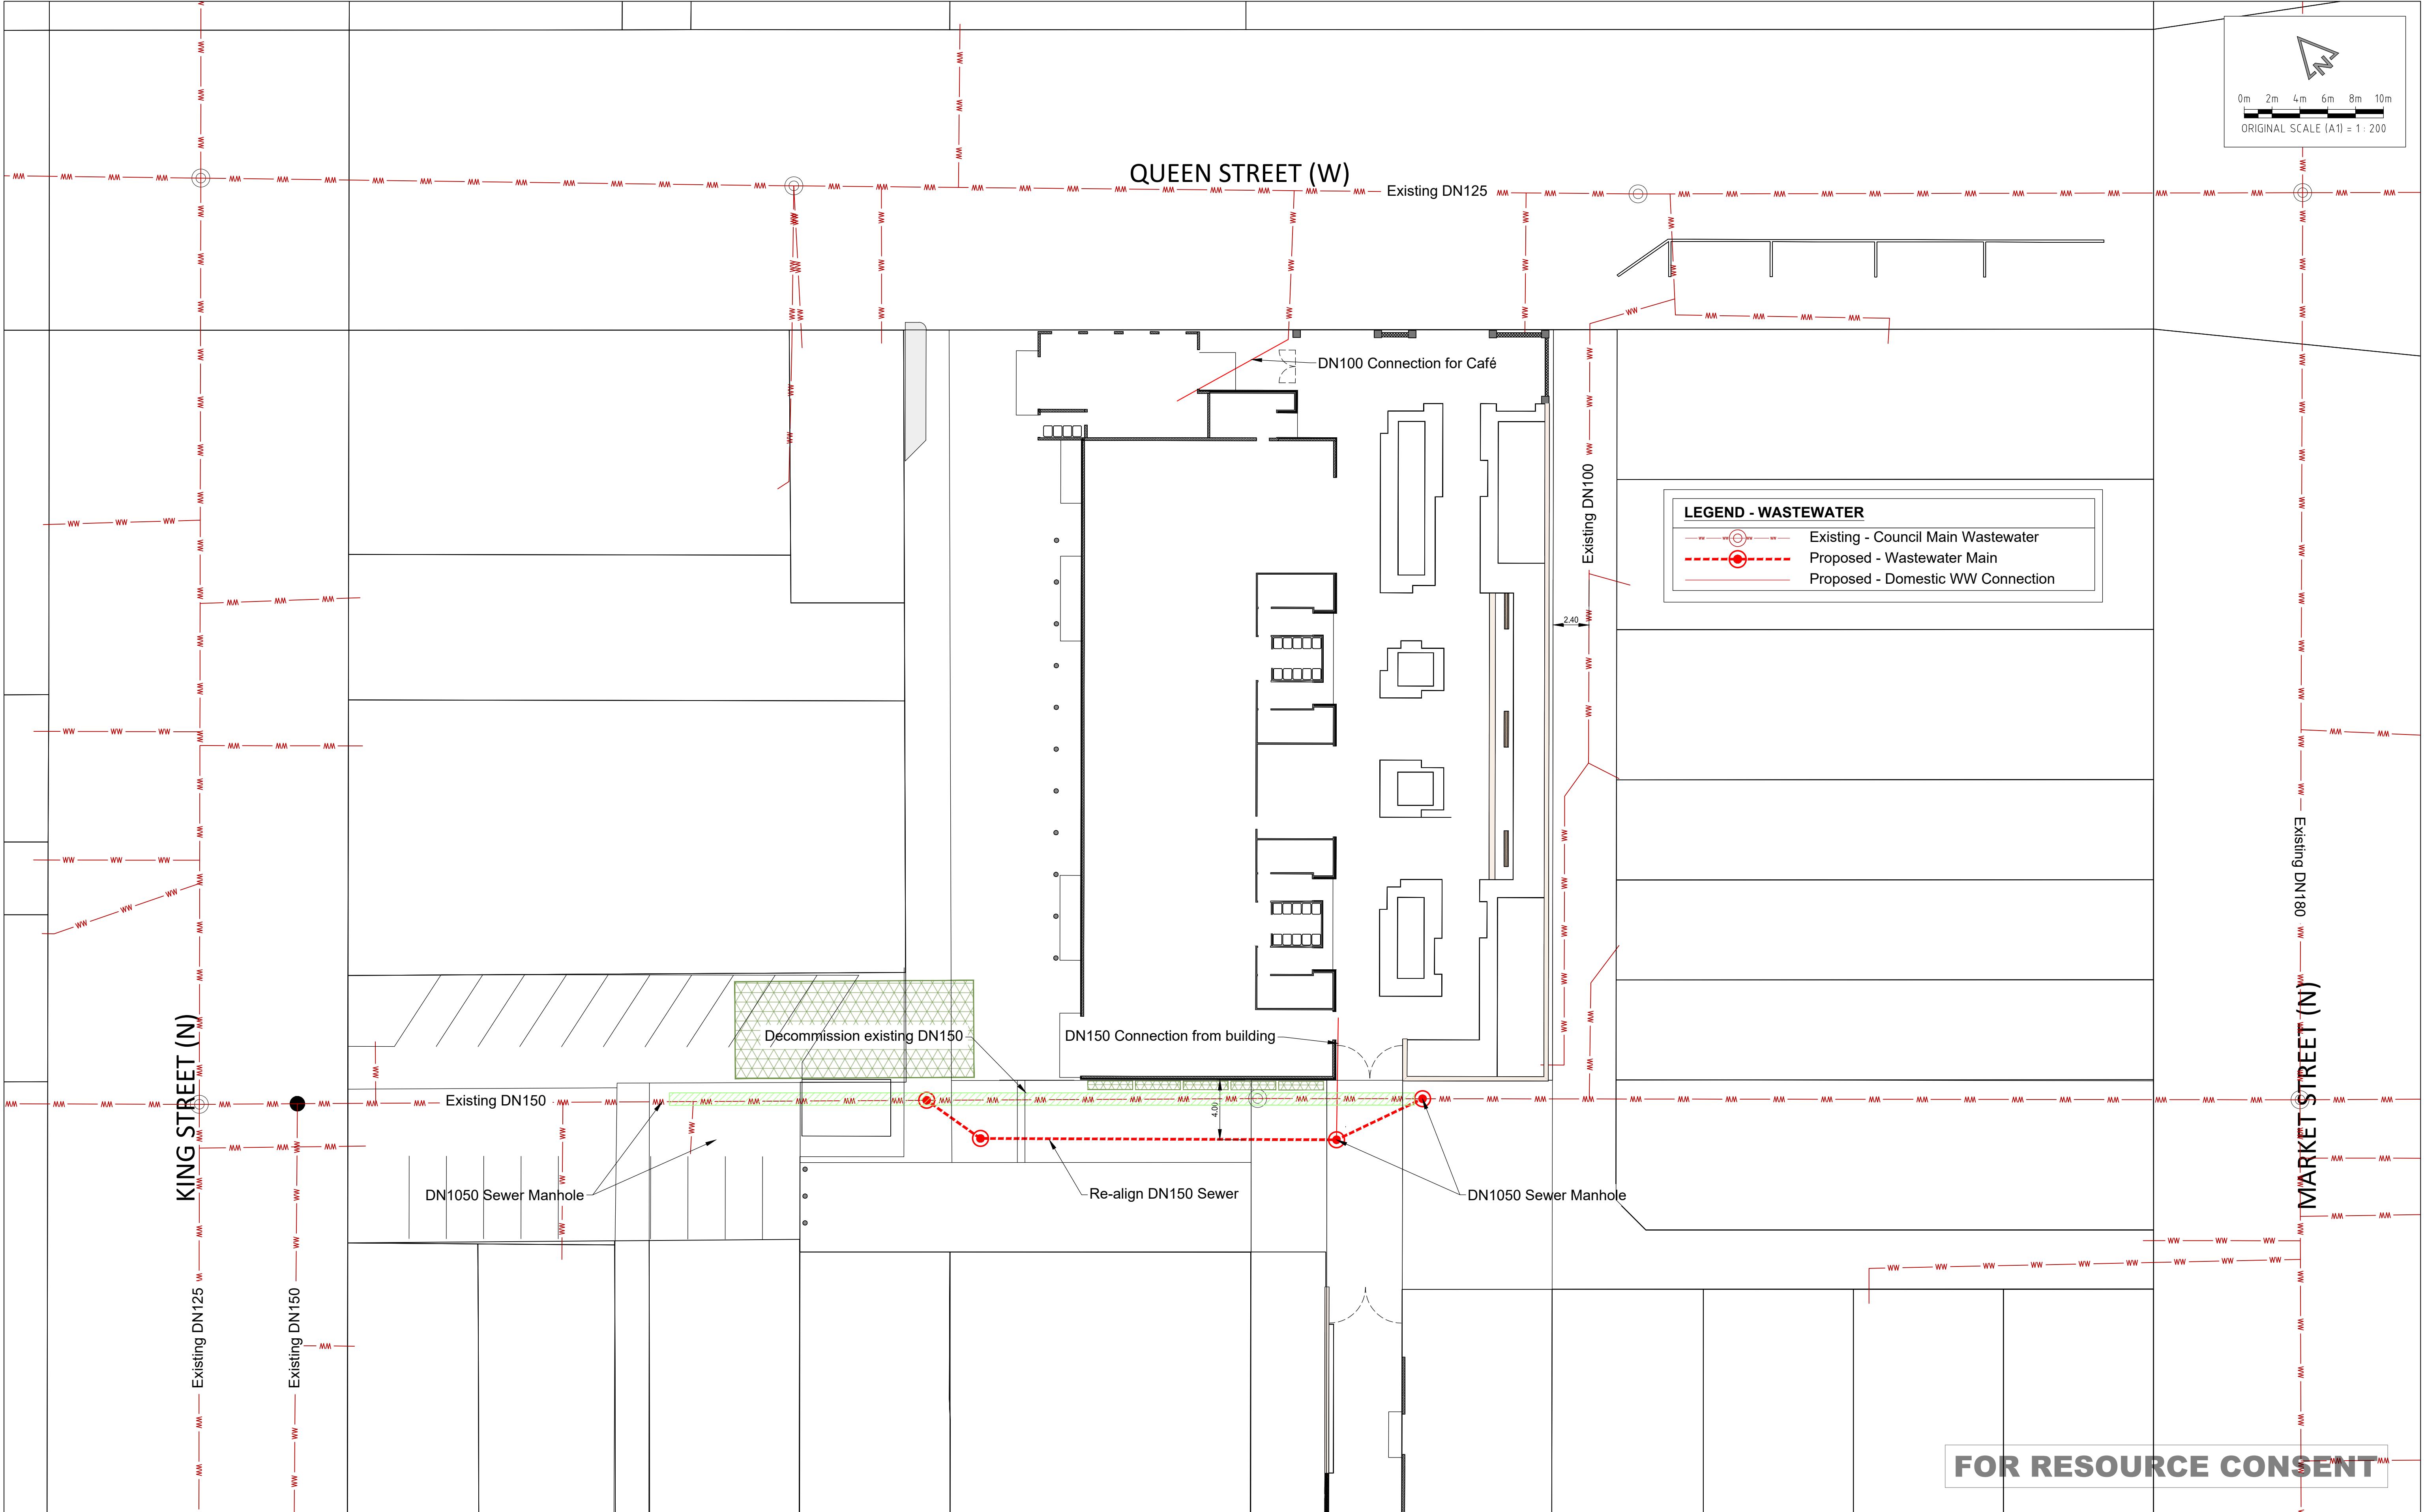 N
0m 2m 4m 6m 8m 10m
ORIGINAL SCALE (A1) = 1 : 200
QUEEN STREET (W)
Existing DN125
DN100 Connection for Café
Existing DN100
LEGEND - WASTEWATER
Existing - Council Main Wastewater
Proposed - Wastewater Main
Proposed - Domestic WW Connection
2.40
Existing DN180
KING STREET (N)
MARKET STREET (N)
Decommission existing DN150
DN150 Connection from building
Existing DN150
4.00
DN1050 Sewer Manhole
Re-align DN150 Sewer
DN1050 Sewer Manhole
Existing DN125
Existing DN150
FOR RESOURCE CONSENT